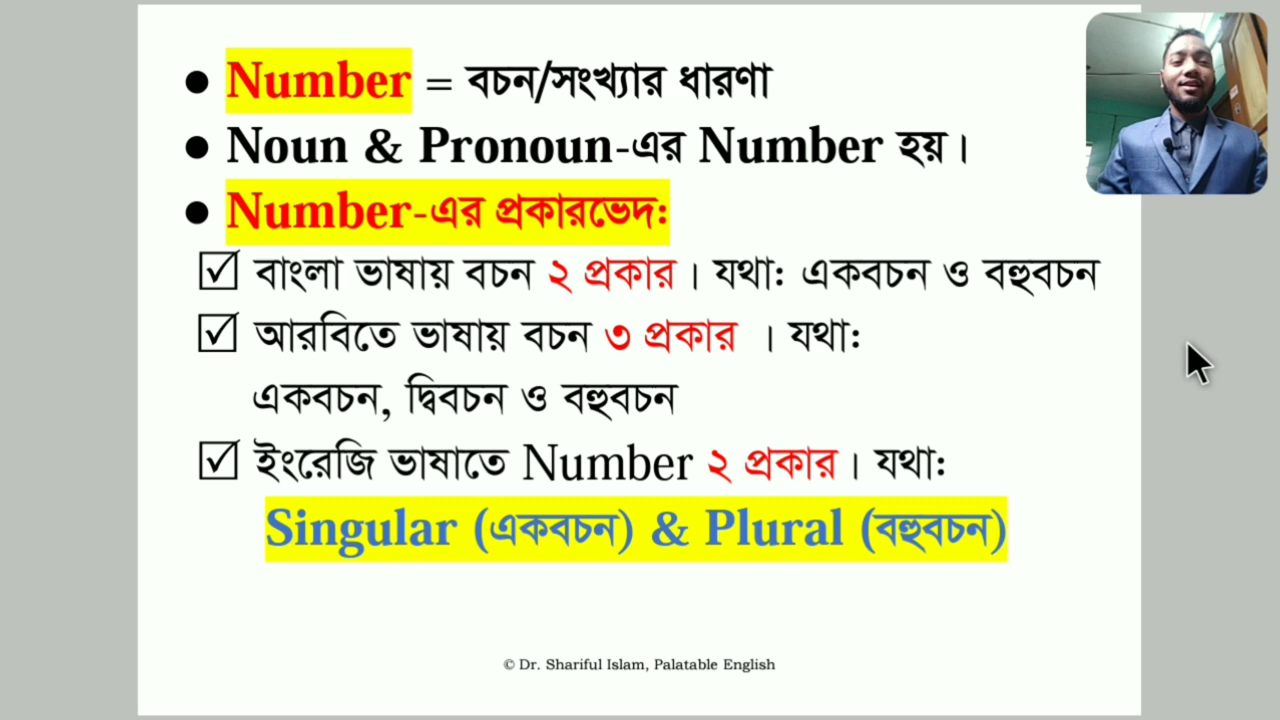 ● Number = বচন/সংখ্যার ধারণা
● Noun & Pronoun-এর Number হয়।
● Number-এর প্রকারভেদ:
☑ বাংলা ভাষায় বচন ২ প্রকার। যথা: একবচন ও বহুবচন
☑ আরবিতে ভাষায় বচন ৩ প্রকার । যথা:
একবচন, দ্বিবচন ও বহুবচন
☑ ইংরেজি ভাষাতে Number ২ প্রকার। যথা:
Singular (একবচন) & Plural (বহুবচন)
© Dr. Shariful Islam, Palatable English